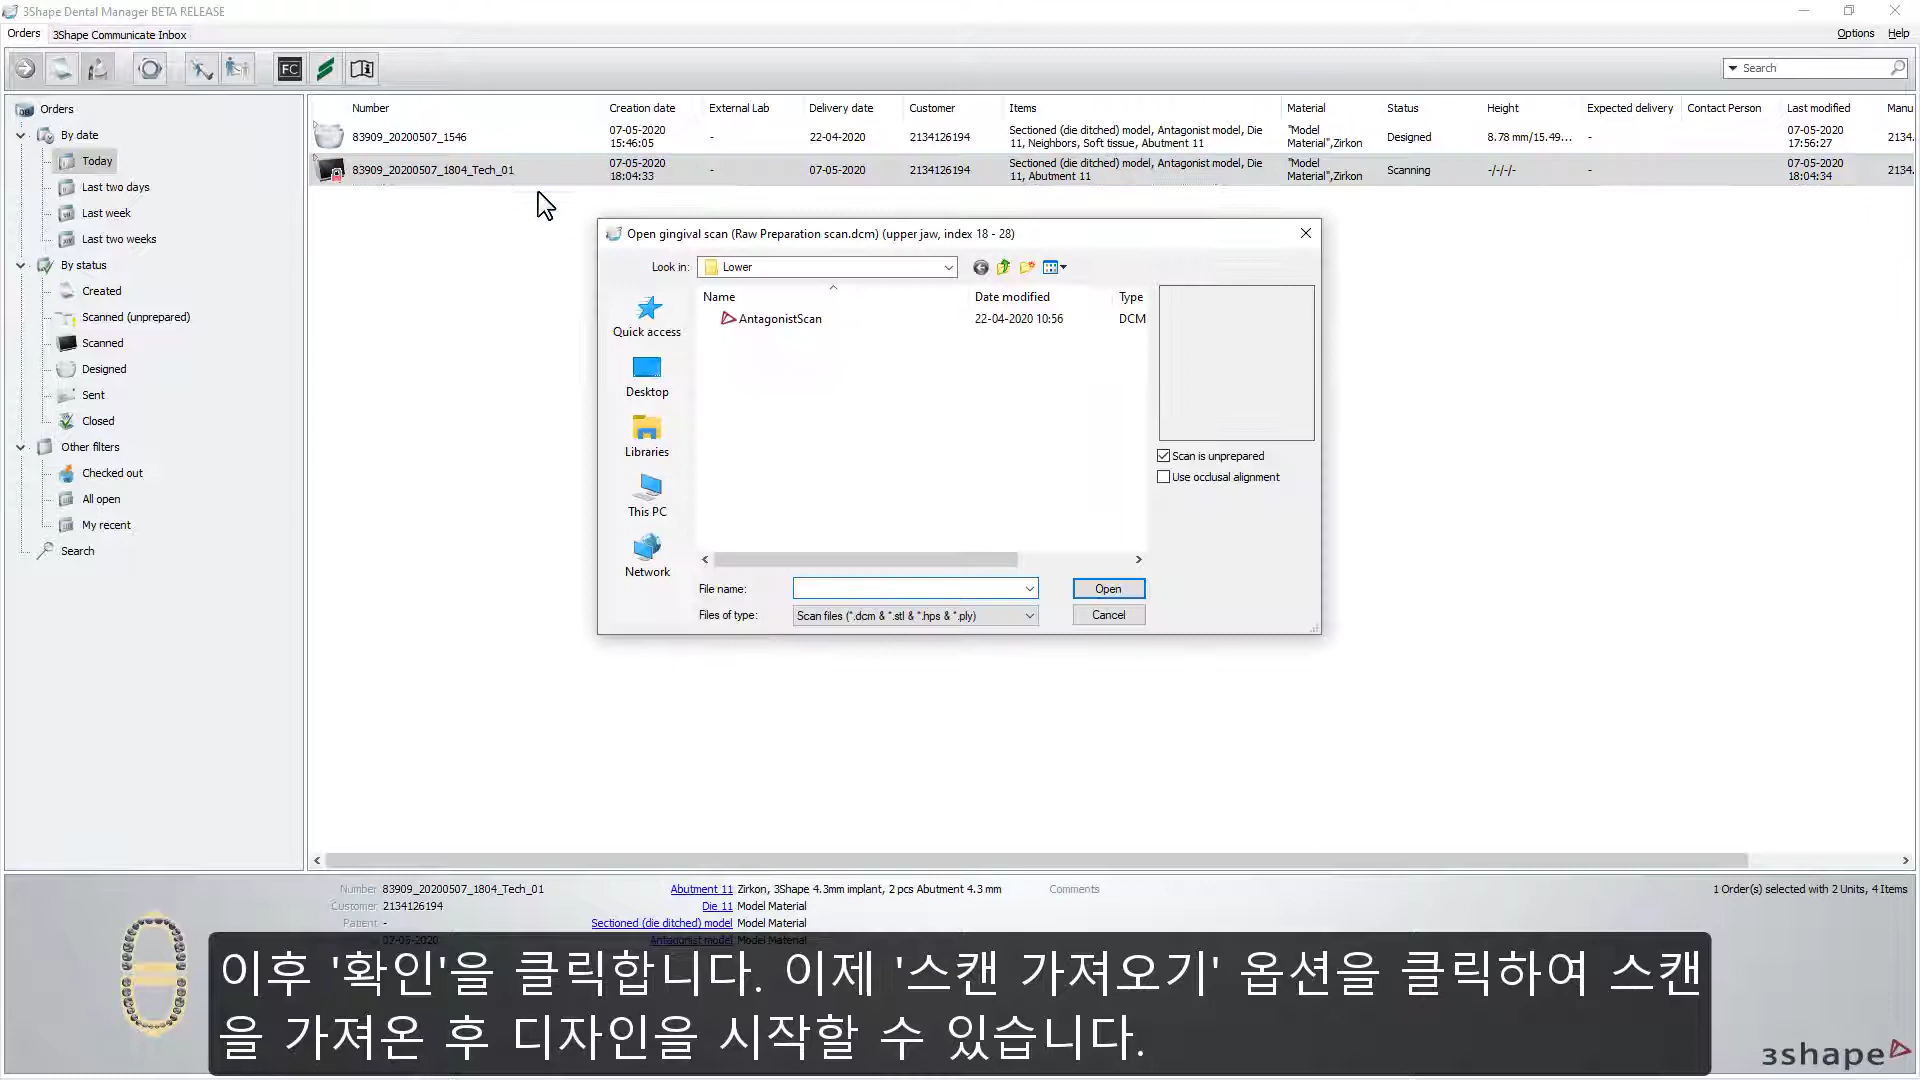 3Shape Dental Manager BETA RELEASE
Orders 3Shape Communicate Inbox
Options Help
FC
Search
Orders
By date
Today
Last two days
Last week
Last two weeks
By status
Created
Scanned (unprepared)
Scanned
Designed
Sent
Closed
Other filters
Checked out
All open
My recent
Search
Number Creation date External Lab Delivery date Customer Items Material Status Height Expected delivery Contact Person Last modified Manu
83909_20200507_1546 07-05-2020 15:46:05 - 22-04-2020 2134126194 Sectioned (die ditched) model, Antagonist model, Die 11, Neighbors, Soft tissue, Abutment 11 "Model Material",Zirkon Designed 8.78 mm/15.49... - 07-05-2020 17:56:27 2134.
83909_20200507_1804_Tech_01 07-05-2020 18:04:33 - 07-05-2020 2134126194 Sectioned (die ditched) model, Antagonist model, Die 11, Abutment 11 "Model Material",Zirkon Scanning -/-/-/- - 07-05-2020 18:04:34 2134.
Open gingival scan (Raw Preparation scan.dcm) (upper jaw, index 18 - 28)
Look in: Lower
Quick access
Desktop
Libraries
This PC
Network
Name Date modified Type
AntagonistScan 22-04-2020 10:56 DCM
Scan is unprepared
Use occlusal alignment
File name: Open
Files of type: Scan files (*.dcm & *.stl & *.hps & *.ply) Cancel
Number 83909_20200507_1804_Tech_01
Customer 2134126194
Patient -
07-05-2020
Abutment 11 Zirkon, 3Shape 4.3mm implant, 2 pcs Abutment 4.3 mm
Die 11 Model Material
Sectioned (die ditched) model Model Material
Antagonist model Model Material
Comments
1 Order(s) selected with 2 Units, 4 Items
이후 '확인'을 클릭합니다. 이제 '스캔 가져오기' 옵션을 클릭하여 스캔
을 가져온 후 디자인을 시작할 수 있습니다.
3shape